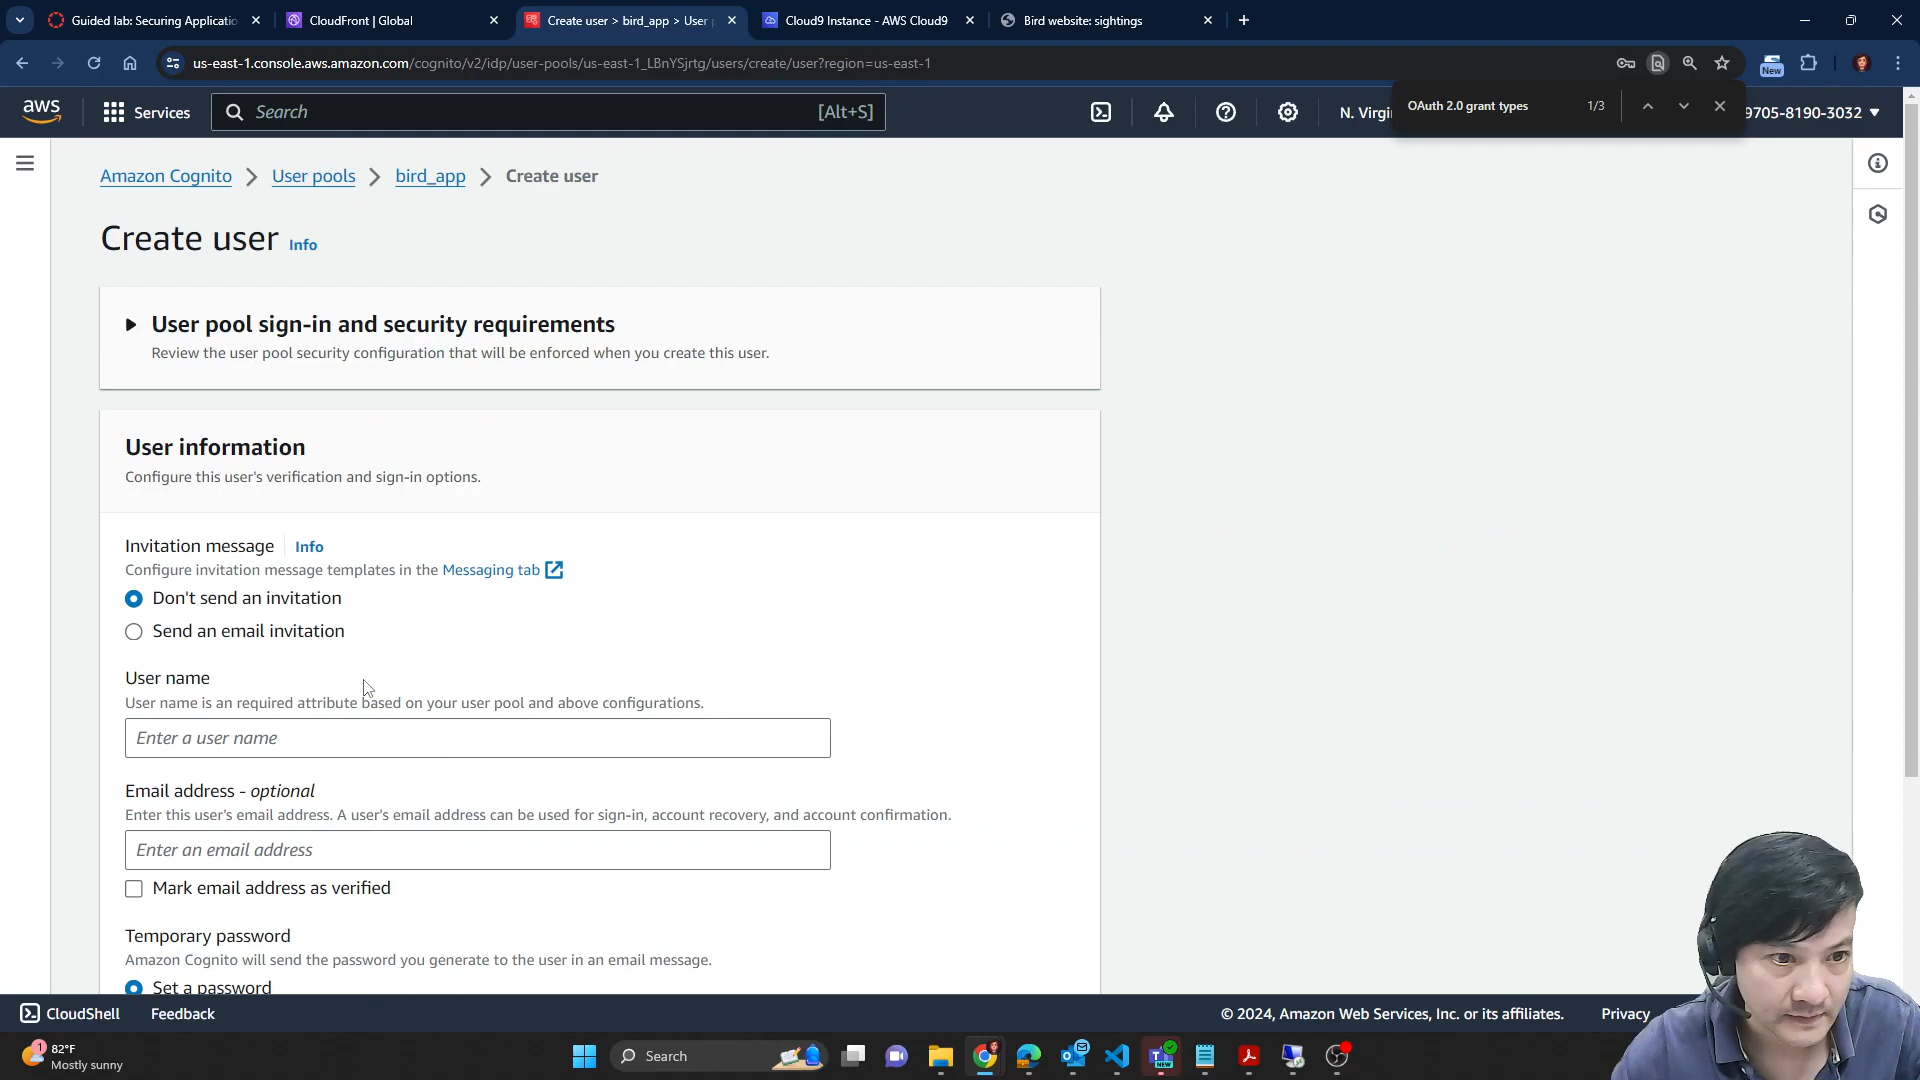 Guided lab: Securing Applicatio
CloudFront | Global
Create user > bird_app > User
Cloud9 Instance - AWS Cloud9
Bird website: sightings
us-east-1.console.aws.amazon.com/cognito/v2/idp/user-pools/us-east-1_LBnYSjrtg/users/create/user?region=us-east-1
New
aws
Services
Search
[Alt+S]
N. Virgi
OAuth 2.0 grant types
1/3
9705-8190-3032
Amazon Cognito
User pools
bird_app
Create user
Create user
Info
User pool sign-in and security requirements
Review the user pool security configuration that will be enforced when you create this user.
User information
Configure this user's verification and sign-in options.
Invitation message
Info
Configure invitation message templates in the Messaging tab
Don't send an invitation
Send an email invitation
User name
User name is an required attribute based on your user pool and above configurations.
Enter a user name
Email address - optional
Enter this user's email address. A user's email address can be used for sign-in, account recovery, and account confirmation.
Enter an email address
Mark email address as verified
Temporary password
Amazon Cognito will send the password you generate to the user in an email message.
Set a password
CloudShell
Feedback
© 2024, Amazon Web Services, Inc. or its affiliates.
Privacy
1
82°F
Mostly sunny
Search
NEW